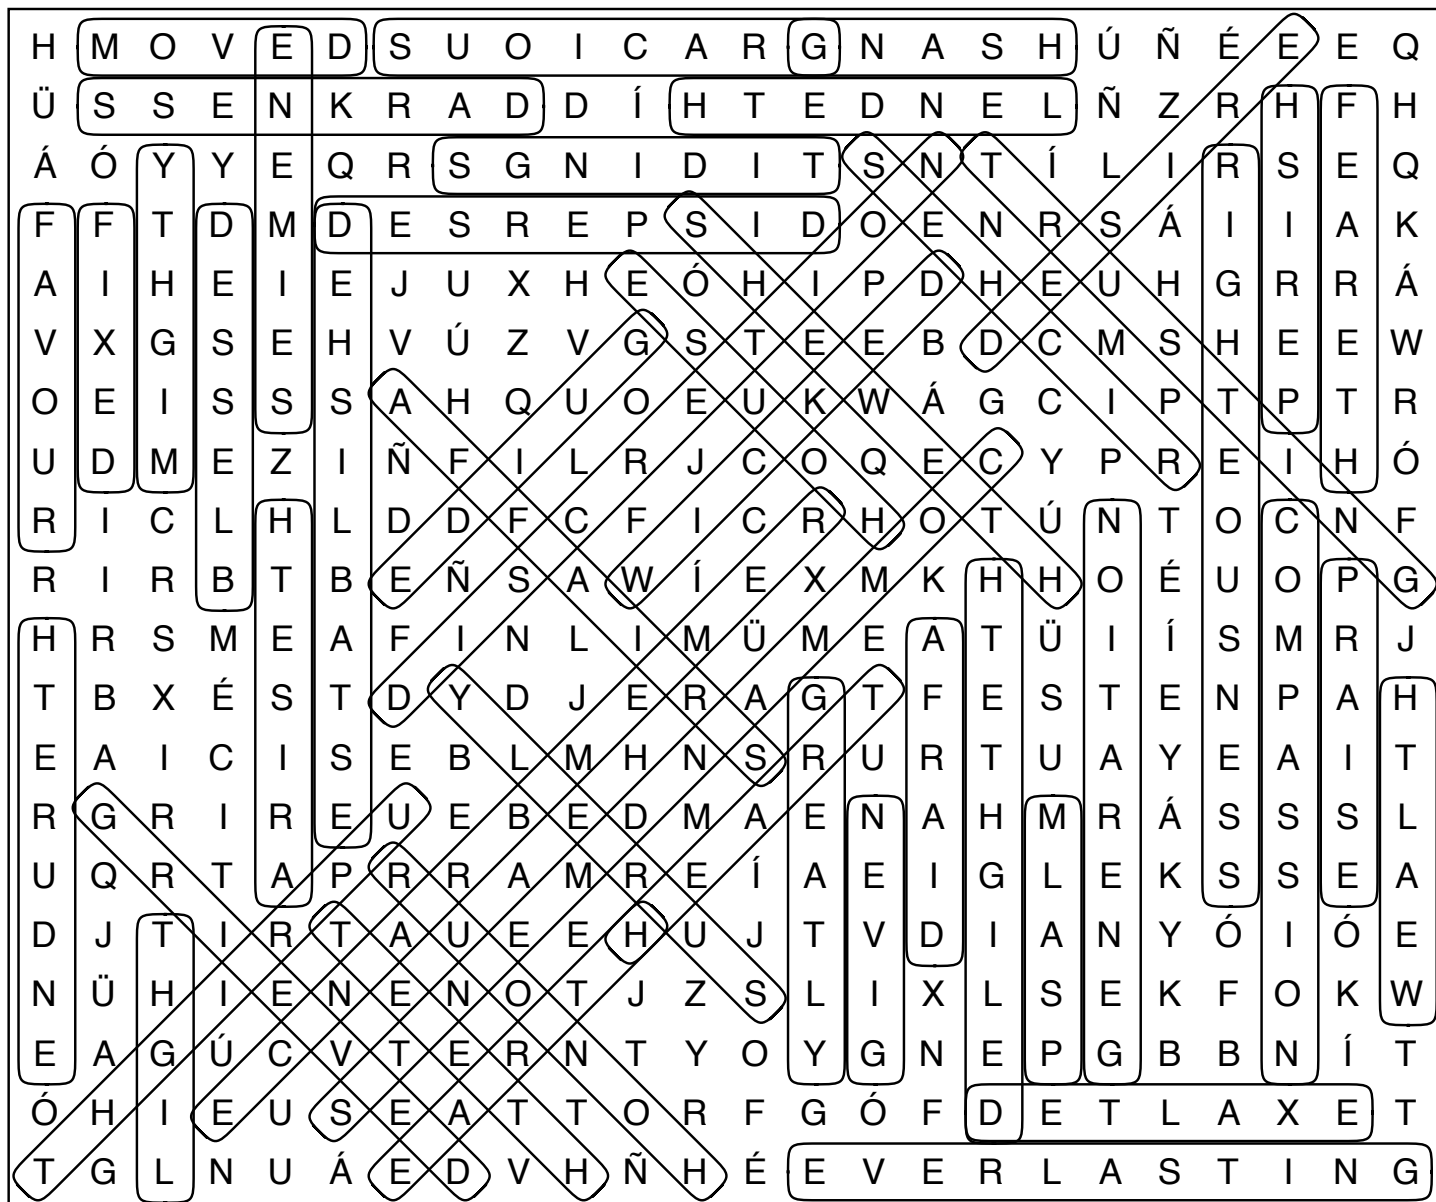 H M O V E D S U O I C A R G N A S H Ú Ñ É E E Q
Ü S S E N K R A D D Í H T E D N E L Ñ Z R H F H
Á Ó Y Y E Q R S G N I D I T S N T Í L I R S E Q
F F T D M D E S R E P S I D O E N R S Á I I A K
A I H E I E J U X H E Ó H I P D H E U H G R R Á
V X G S E H V Ú Z V G S T E E B D C M S H E E W
O E I S S S A H Q U O E U K W Á G C I P T P T R
U D M E Z I Ñ F I L R J C O Q E C Y P R E I H Ó
R I C L H L D D F C F I C R H O T Ú N T O C N F
R I R B T B E Ñ S A W Í E X M K H H O É U O P G
H R S M E A F I N L I M Ü M E A T Ü I Í S M R J
T B X É S T D Y D J E R A G T F E S T E N P A H
E A I C I S E B L M H N S R U R T U A Y E A I T
R G R I R E U E B E D M A E N A H M R Á S S S L
U Q R T A P R R A M R E Í A E I G L E K S S E A
D J T I R T A U E E H U J T V D I A N Y Ó I Ó E
N Ü H I E N E N O T J Z S L I X L S E K F O K W
E A G Ú C V T E R N T Y O Y G N E P G B B N Í T
Ó H I E U S E A T T O R F G Ó F D E T L A X E T
T G L N U Á E D V H Ñ H É E V E R L A S T I N G